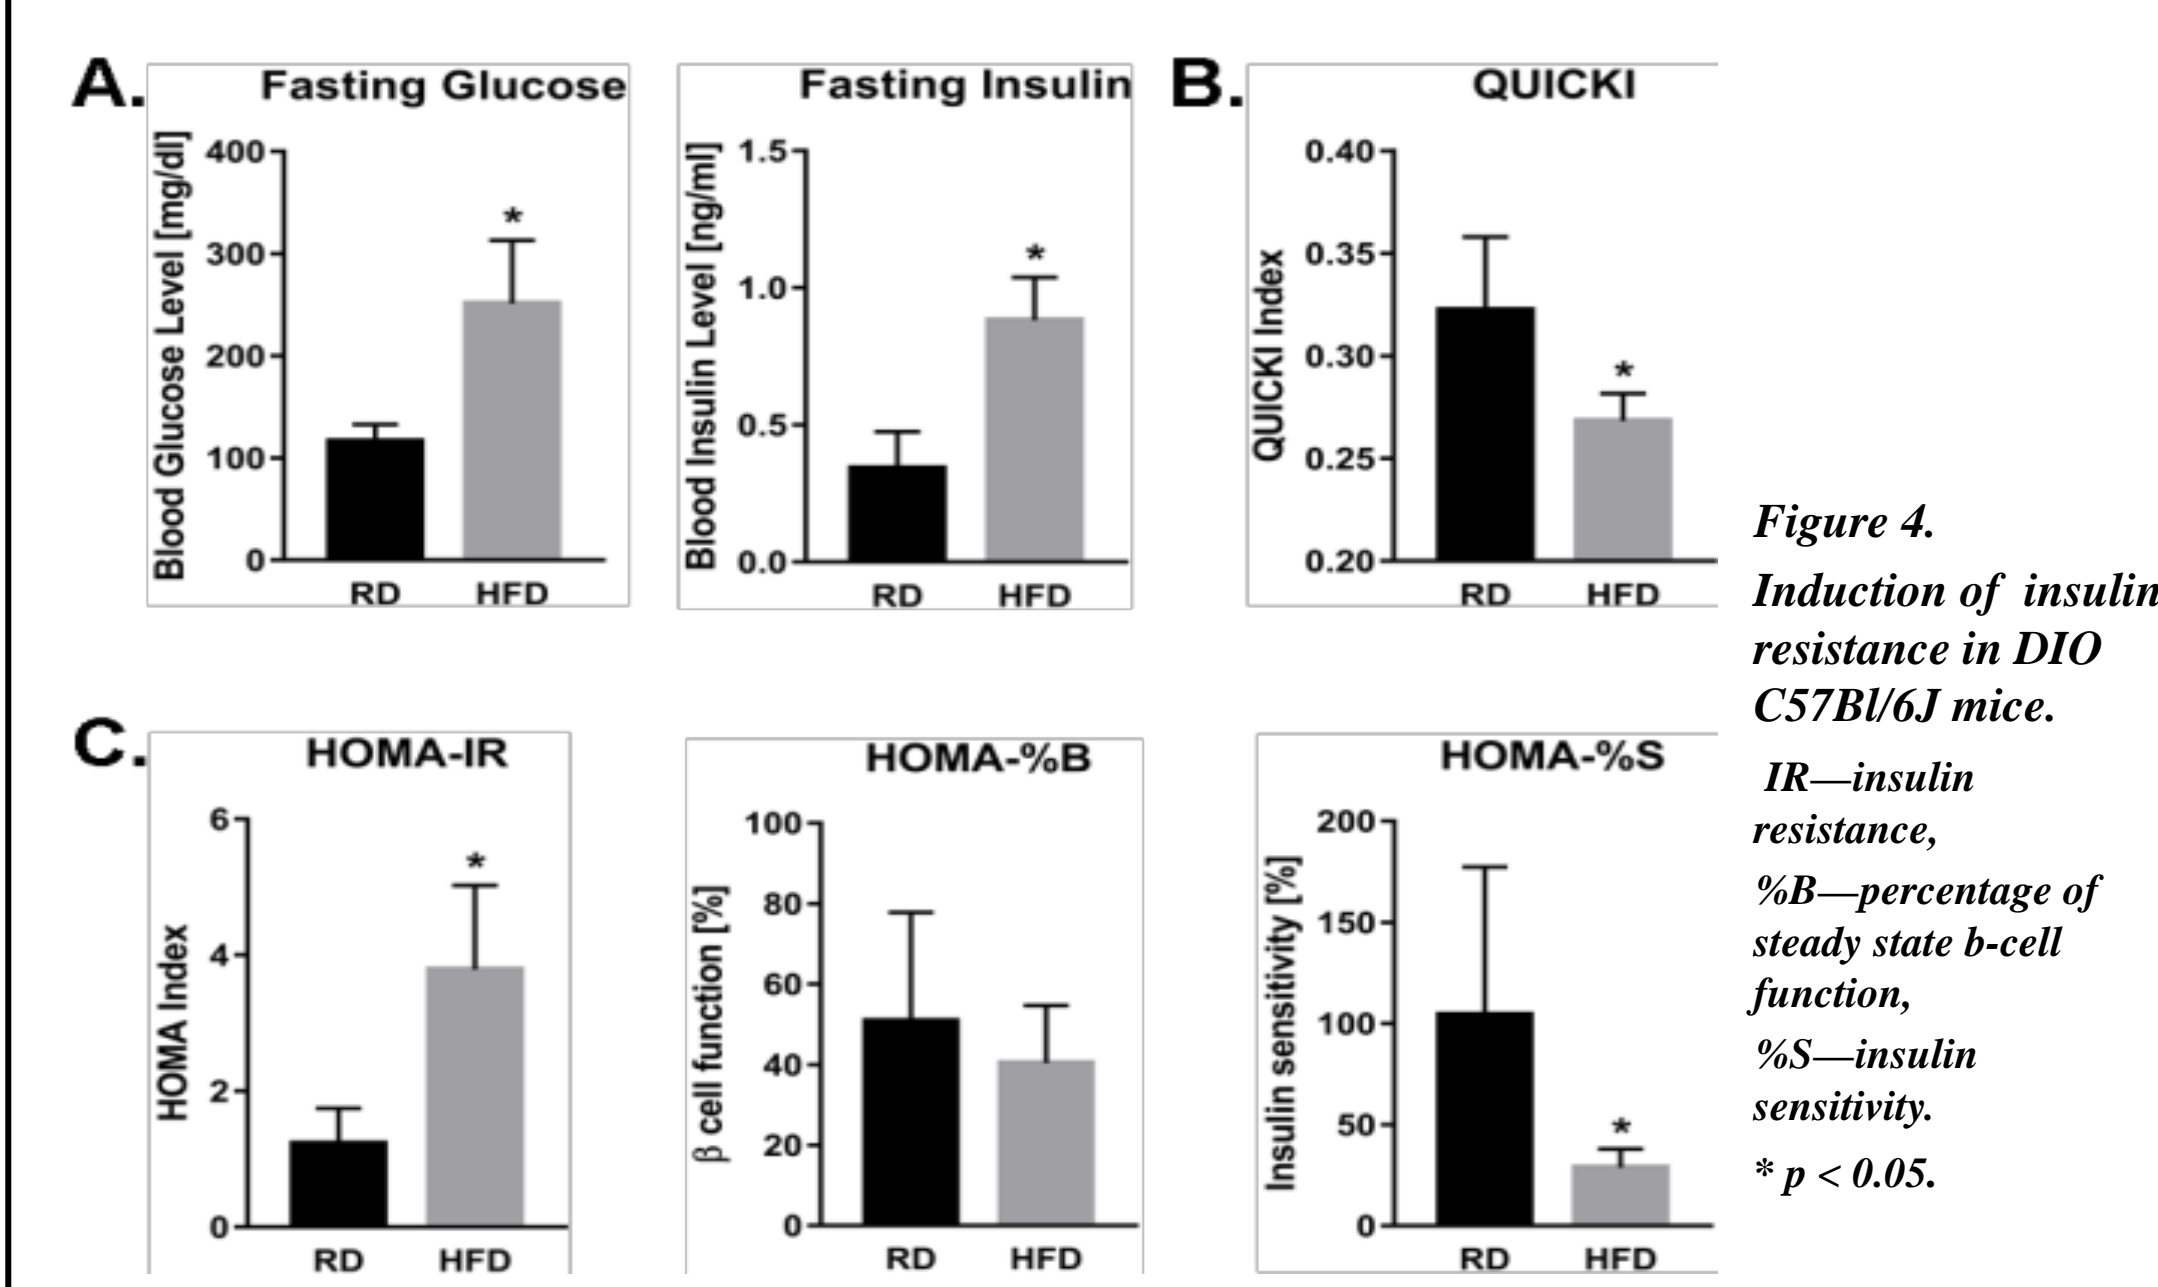 A.
Fasting Glucose
Blood Glucose Level [mg/dl]
400
300
200
100
0
*
RD HFD
Fasting Insulin
Blood Insulin Level [ng/ml]
1.5
1.0
0.5
0.0
*
RD HFD
B.
QUICKI
QUICKI Index
0.40
0.35
0.30
0.25
0.20
*
RD HFD
C.
HOMA-IR
HOMA Index
6
4
2
0
*
RD HFD
HOMA-%B
β cell function [%]
100
80
60
40
20
0
RD HFD
HOMA-%S
Insulin sensitivity [%]
200
150
100
50
0
*
RD HFD
Figure 4.
Induction of insulin
resistance in DIO
C57Bl/6J mice.
IR—insulin
resistance,
%B—percentage of
steady state b-cell
function,
%S—insulin
sensitivity.
* p < 0.05.